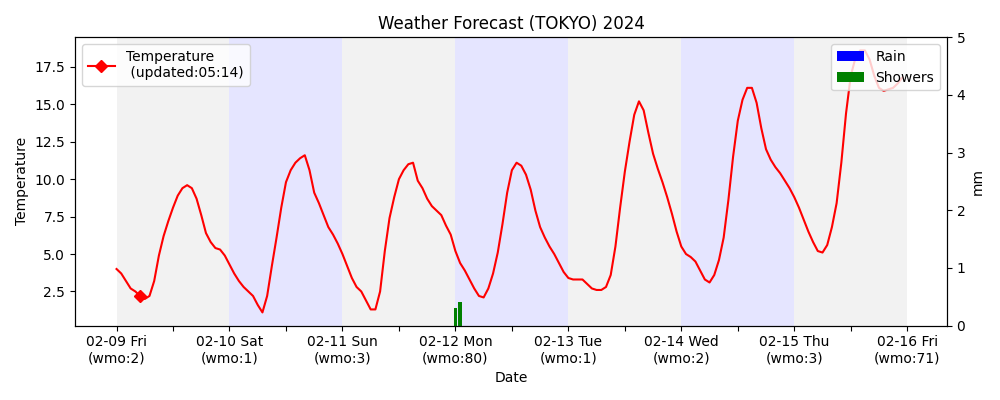 Weather Forecast (TOKYO) 2024
Temperature
(updated:05:14)
Rain
Showers
Temperature
17.5
15.0
12.5
10.0
7.5
5.0
2.5
5
4
3
2
1
0
mm
02-09 Fri
(wmo:2)
02-10 Sat
(wmo:1)
02-11 Sun
(wmo:3)
02-12 Mon
(wmo:80)
02-13 Tue
(wmo:1)
02-14 Wed
(wmo:2)
02-15 Thu
(wmo:3)
02-16 Fri
(wmo:71)
Date